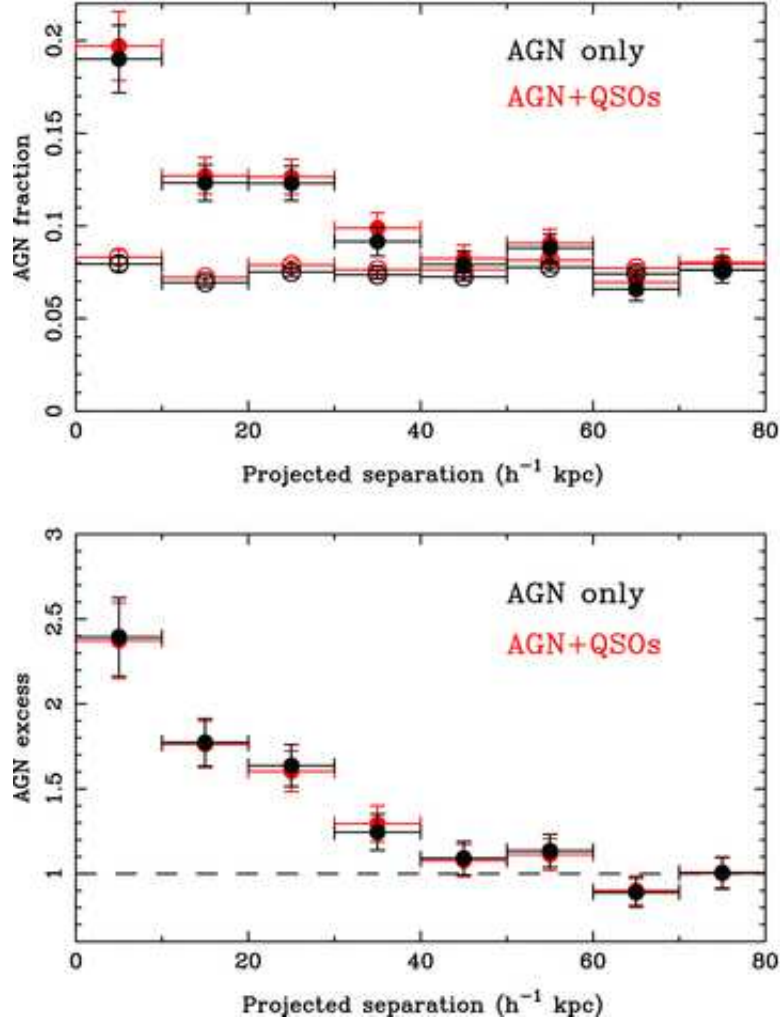 0.2
0.15
0.1
0.05
0
AGN fraction
AGN only
AGN+QSOs
0 20 40 60 80
Projected separation (h⁻¹ kpc)
3
2.5
2
1.5
1
AGN excess
AGN only
AGN+QSOs
0 20 40 60 80
Projected separation (h⁻¹ kpc)